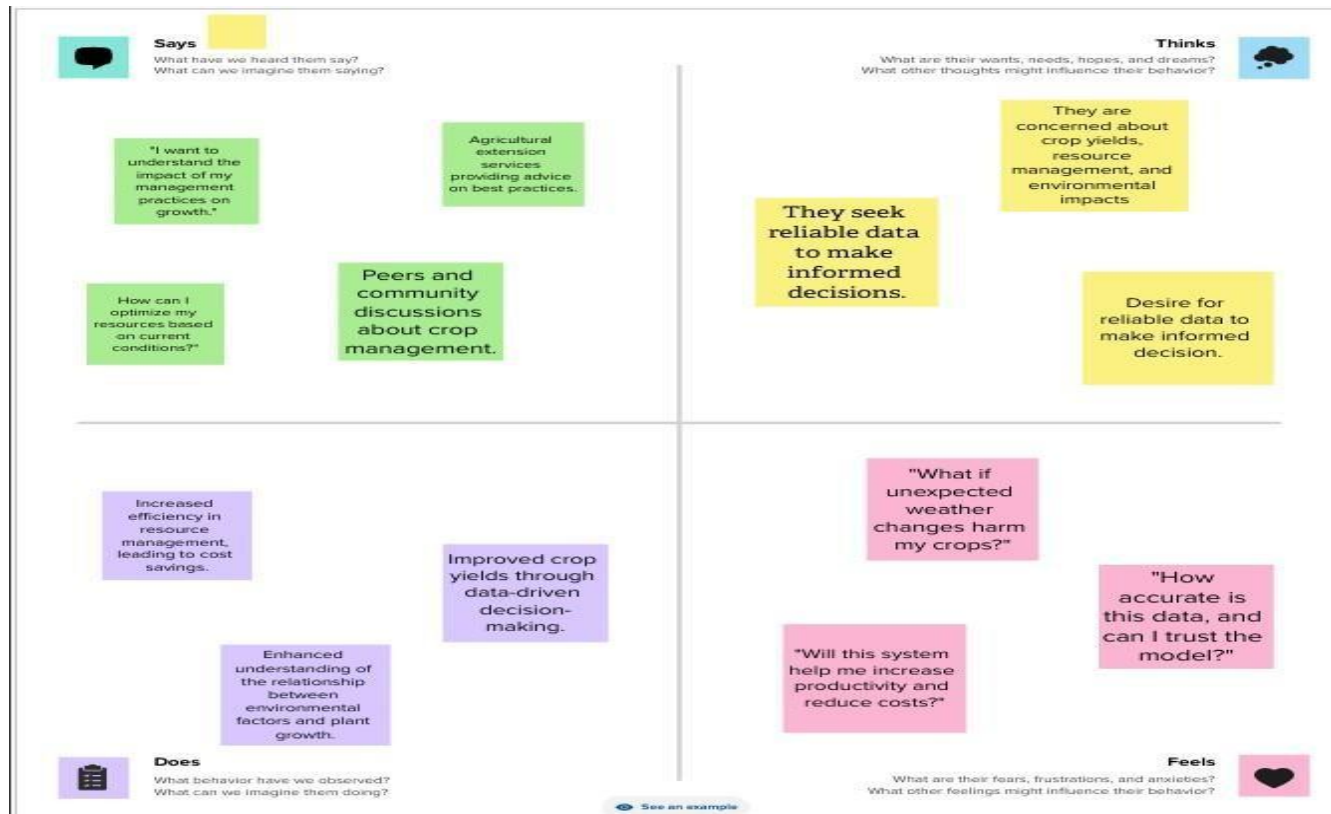 Says
What have we heard them say?
What can we imagine them saying?
Thinks
What are their wants, needs, hopes, and dreams?
What other thoughts might influence their behavior?
"I want to
understand the
impact of my
management
practices on
growth."
Agricultural
extension
services
providing advice
on best practices.
How can I
optimize my
resources based
on current
conditions?"
Peers and
community
discussions
about crop
management.
They are
concerned about
crop yields,
resource
management, and
environmental
impacts
They seek
reliable data
to make
informed
decisions.
Desire for
reliable data to
make informed
decision.
Increased
efficiency in
resource
management,
leading to cost
savings.
Improved crop
yields through
data-driven
decision-
making.
Enhanced
understanding of
the relationship
between
environmental
factors and plant
growth.
"What if
unexpected
weather
changes harm
my crops?"
"How
accurate is
this data, and
can I trust the
model?"
"Will this system
help me increase
productivity and
reduce costs?"
Does
What behavior have we observed?
What can we imagine them doing?
Feels
What are their fears, frustrations, and anxieties?
What other feelings might influence their behavior?
See an example